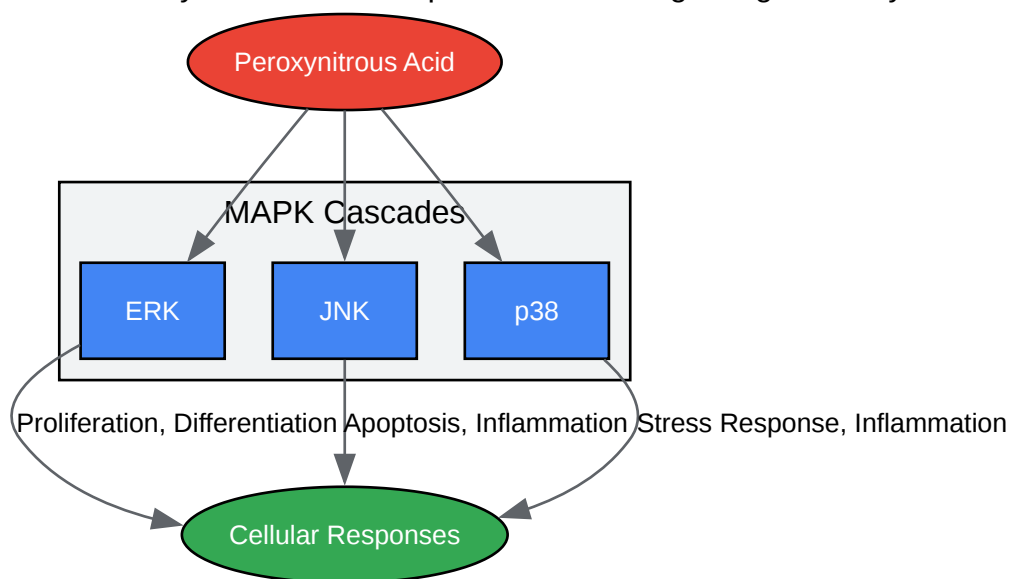 Peroxynitrous Acid
MAPK Cascades
ERK
JNK
p38
Proliferation, Differentiation
Apoptosis, Inflammation
Stress Response, Inflammation
Cellular Responses